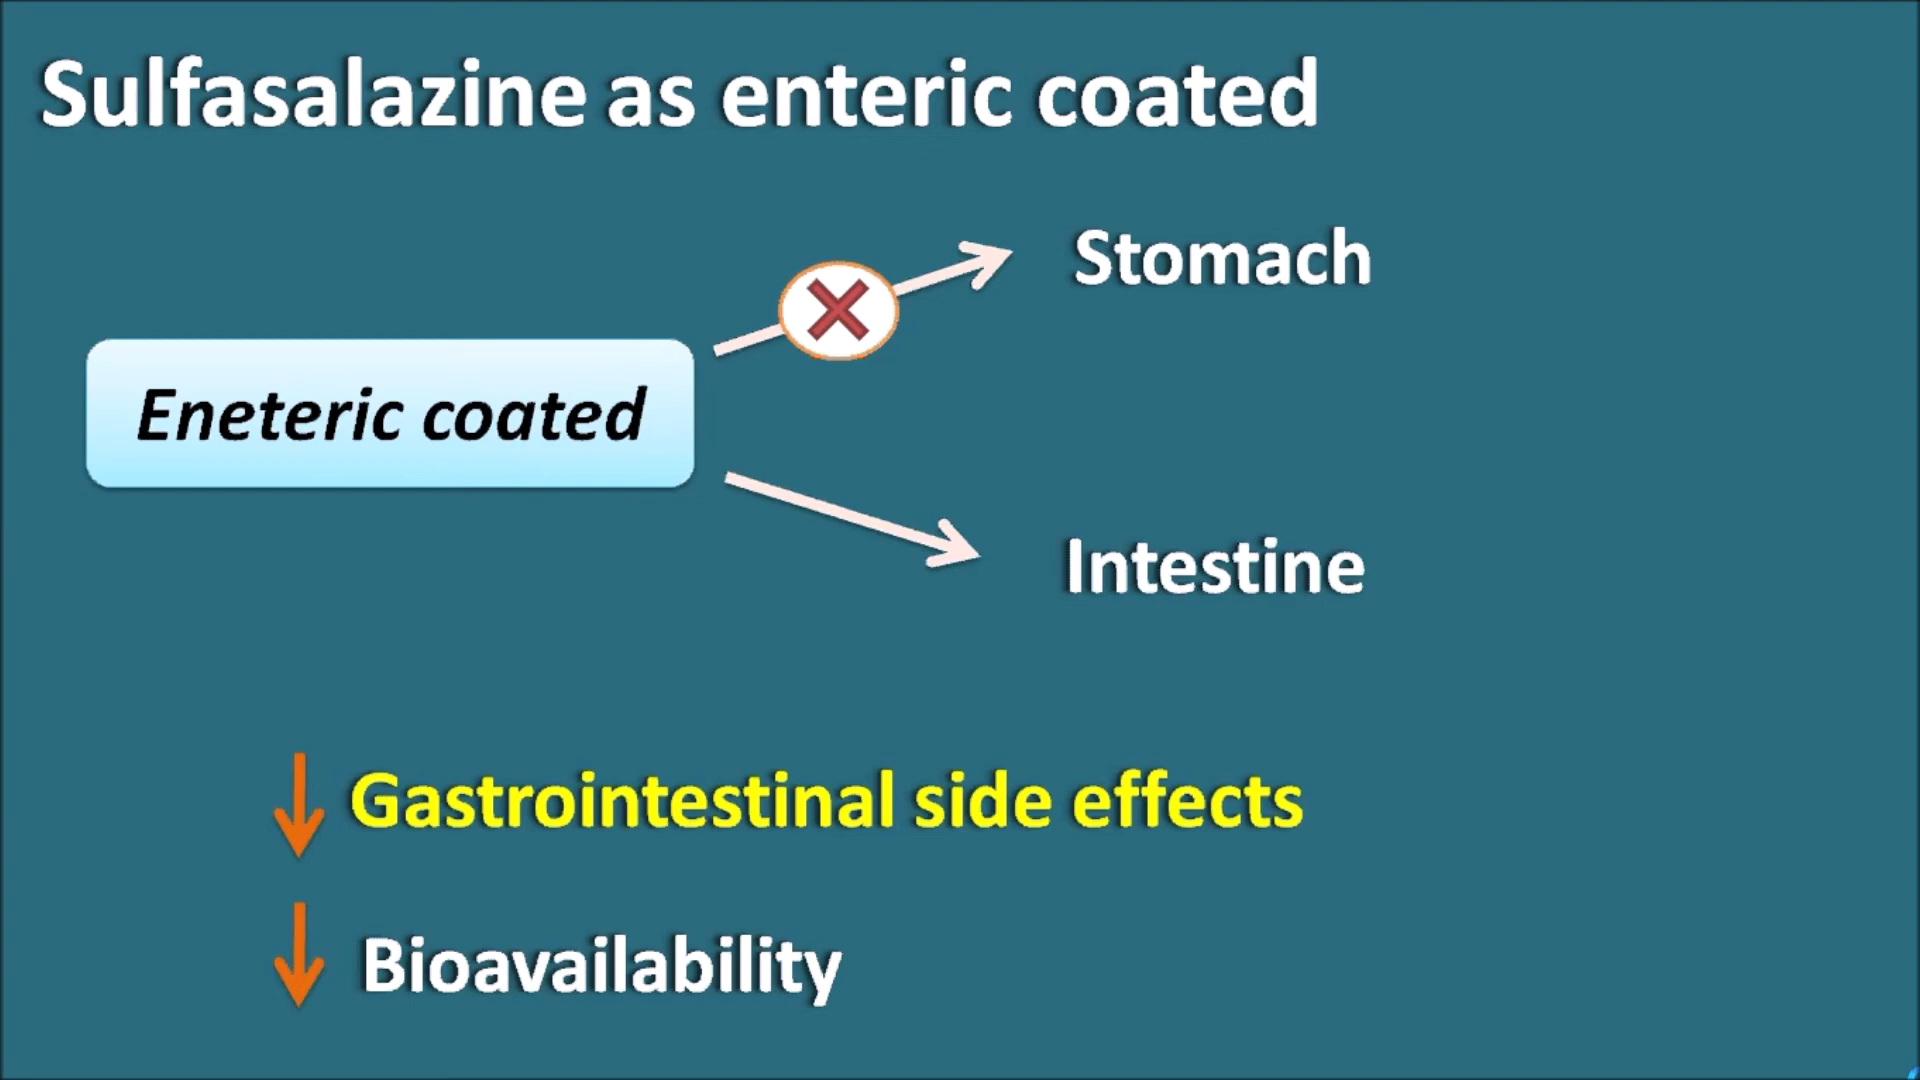 Sulfasalazine as enteric coated
Stomach
Eneteric coated
Intestine
Gastrointestinal side effects
Bioavailability